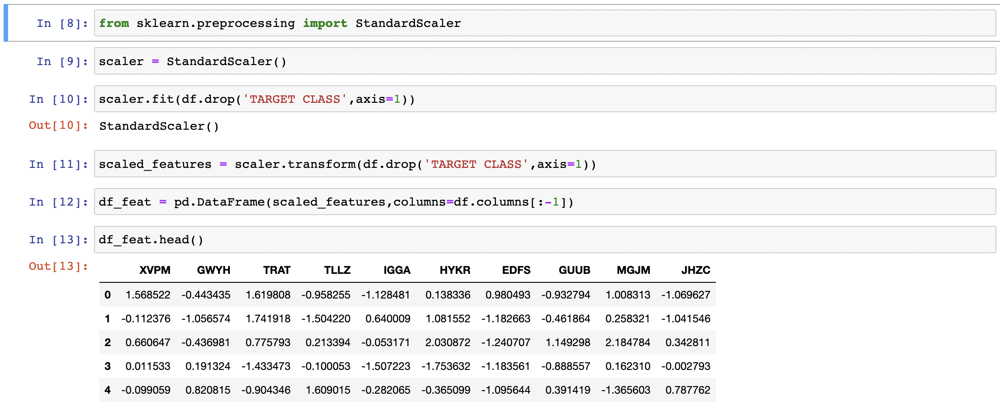 In [8]: from sklearn.preprocessing import StandardScaler
In [9]: scaler = StandardScaler()
In [10]: scaler.fit(df.drop('TARGET CLASS',axis=1))
Out[10]: StandardScaler()
In [11]: scaled_features = scaler.transform(df.drop('TARGET CLASS',axis=1))
In [12]: df_feat = pd.DataFrame(scaled_features,columns=df.columns[:-1])
In [13]: df_feat.head()
Out[13]:
XVPM GWYH TRAT TLLZ IGGA HYKR EDFS GUUB MGJM JHZC
0 1.568522 -0.443435 1.619808 -0.958255 -1.128481 0.138336 0.980493 -0.932794 1.008313 -1.069627
1 -0.112376 -1.056574 1.741918 -1.504220 0.640009 1.081552 -1.182663 -0.461864 0.258321 -1.041546
2 0.660647 -0.436981 0.775793 0.213394 -0.053171 2.030872 -1.240707 1.149298 2.184784 0.342811
3 0.011533 0.191324 -1.433473 -0.100053 -1.507223 -1.753632 -1.183561 -0.888557 0.162310 -0.002793
4 -0.099059 0.820815 -0.904346 1.609015 -0.282065 -0.365099 -1.095644 0.391419 -1.365603 0.787762